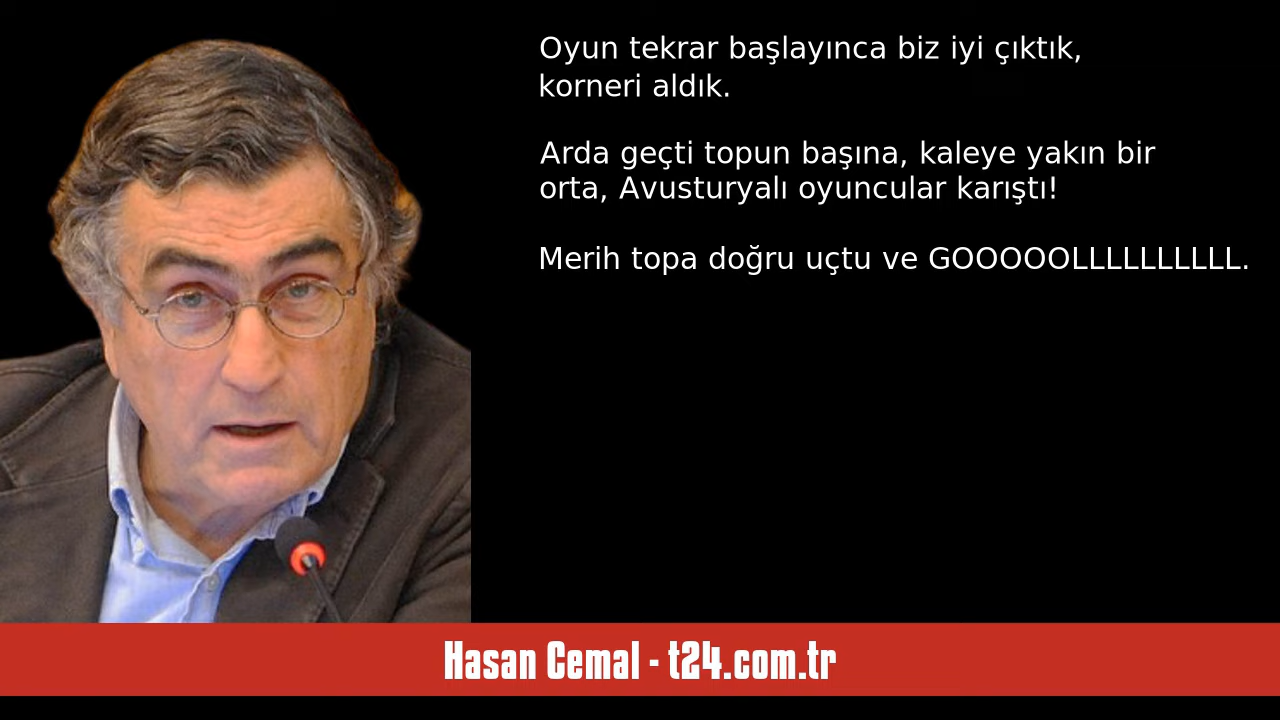 Oyun tekrar başlayınca biz iyi çıktık,
korneri aldık.
Arda geçti topun başına, kaleye yakın bir
orta, Avusturyalı oyuncular karıştı!
Merih topa doğru uçtu ve GOOOOOLLLLLLLLLL.
Hasan Cemal - t24.com.tr